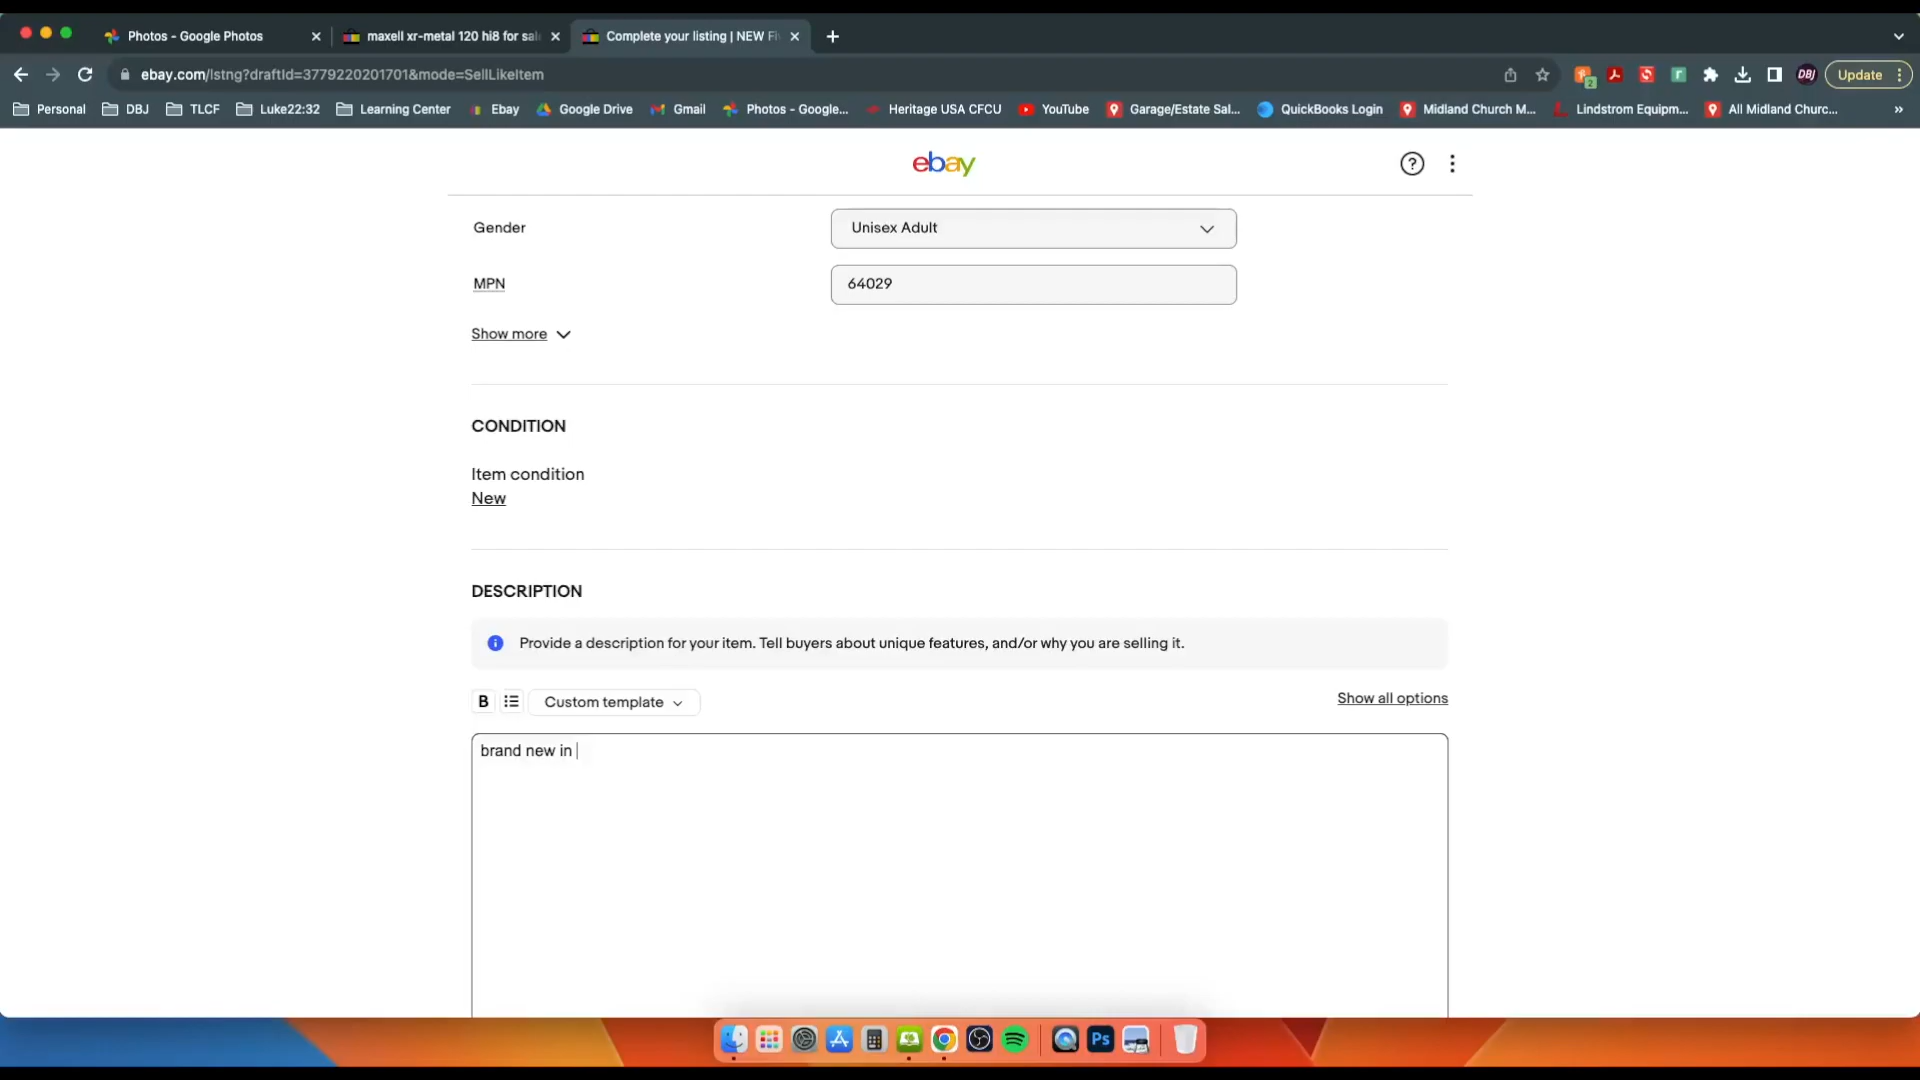 Photos - Google Photos
maxell xr-metal 120 hi8 for sal
Complete your listing | NEW Fi
ebay.com/lstng?draftId=3779220201701&mode=SellLikeItem
2
DBJ
Update
Personal
DBJ
TLCF
Luke22:32
Learning Center
Ebay
Google Drive
Gmail
Photos - Google...
Heritage USA CFCU
YouTube
Garage/Estate Sal...
QuickBooks Login
Midland Church M...
Lindstrom Equipm...
All Midland Churc...
»
ebay
Gender
Unisex Adult
MPN
64029
Show more
CONDITION
Item condition
New
DESCRIPTION
Provide a description for your item. Tell buyers about unique features, and/or why you are selling it.
B
Custom template
Show all options
brand new in
Ps